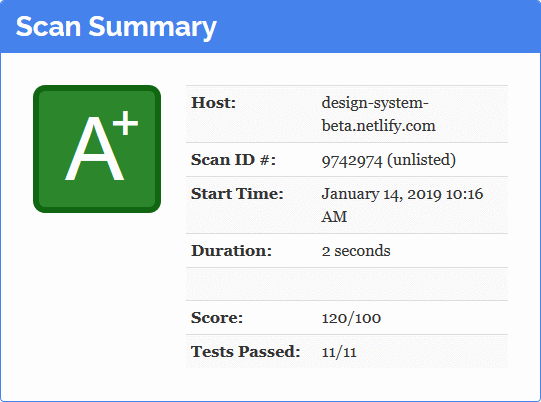 Scan Summary
A+
Host: design-system-
beta.netlify.com
Scan ID #: 9742974 (unlisted)
Start Time: January 14, 2019 10:16
AM
Duration: 2 seconds
Score: 120/100
Tests Passed: 11/11